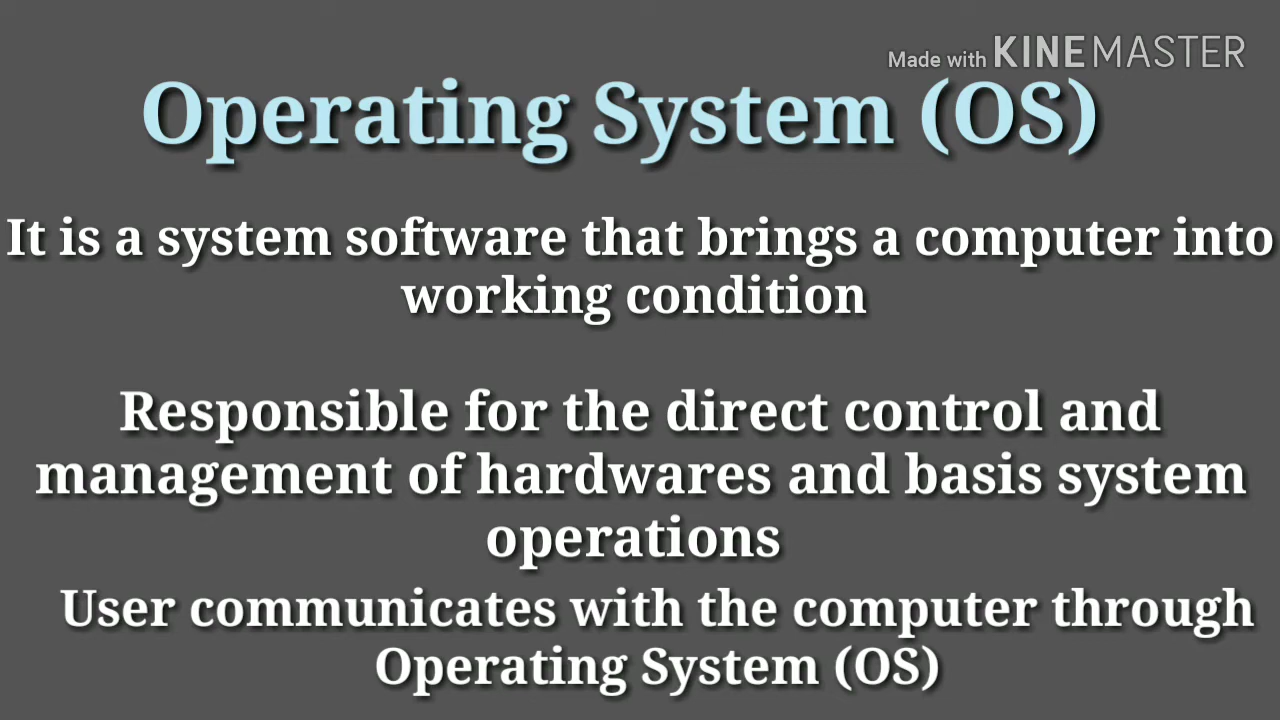 Made with KINEMASTER
Operating System (OS)
It is a system software that brings a computer into
working condition
Responsible for the direct control and
management of hardwares and basis system
operations
User communicates with the computer through
Operating System (OS)